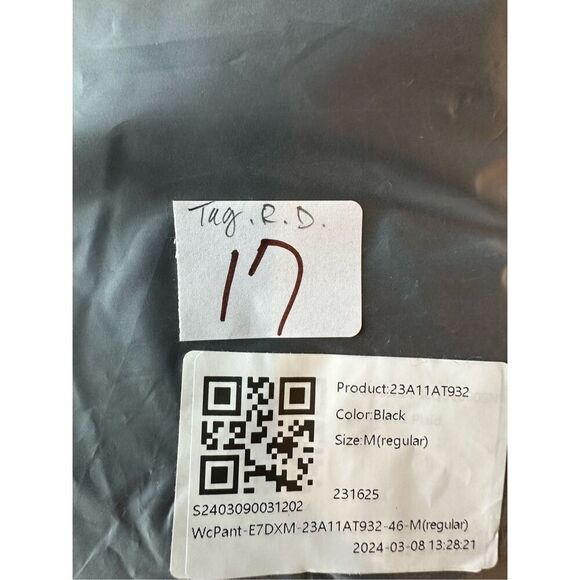 Tag.R.D.
17
Product:23A11AT932
Color:Black
Size:M(regular)
231625
S2403090031202
WcPant-E7DXM-23A11AT932-46-M(regular)
2024-03-08 13:28:21